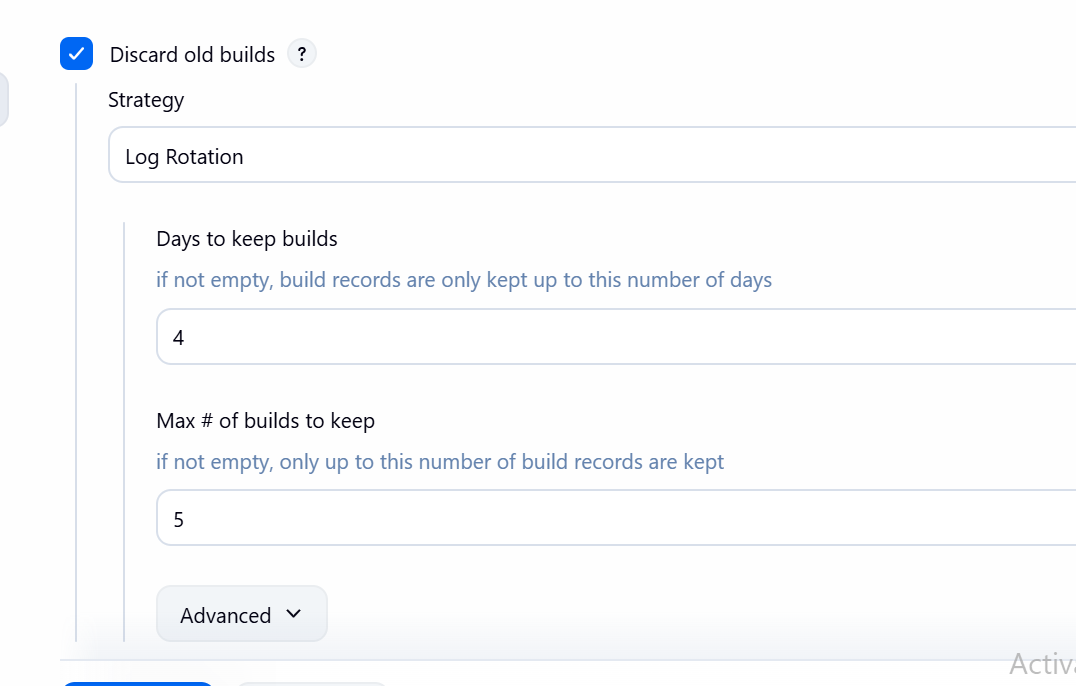 Discard old builds ?
Strategy
Log Rotation
Days to keep builds
if not empty, build records are only kept up to this number of days
4
Max # of builds to keep
if not empty, only up to this number of build records are kept
5
Advanced